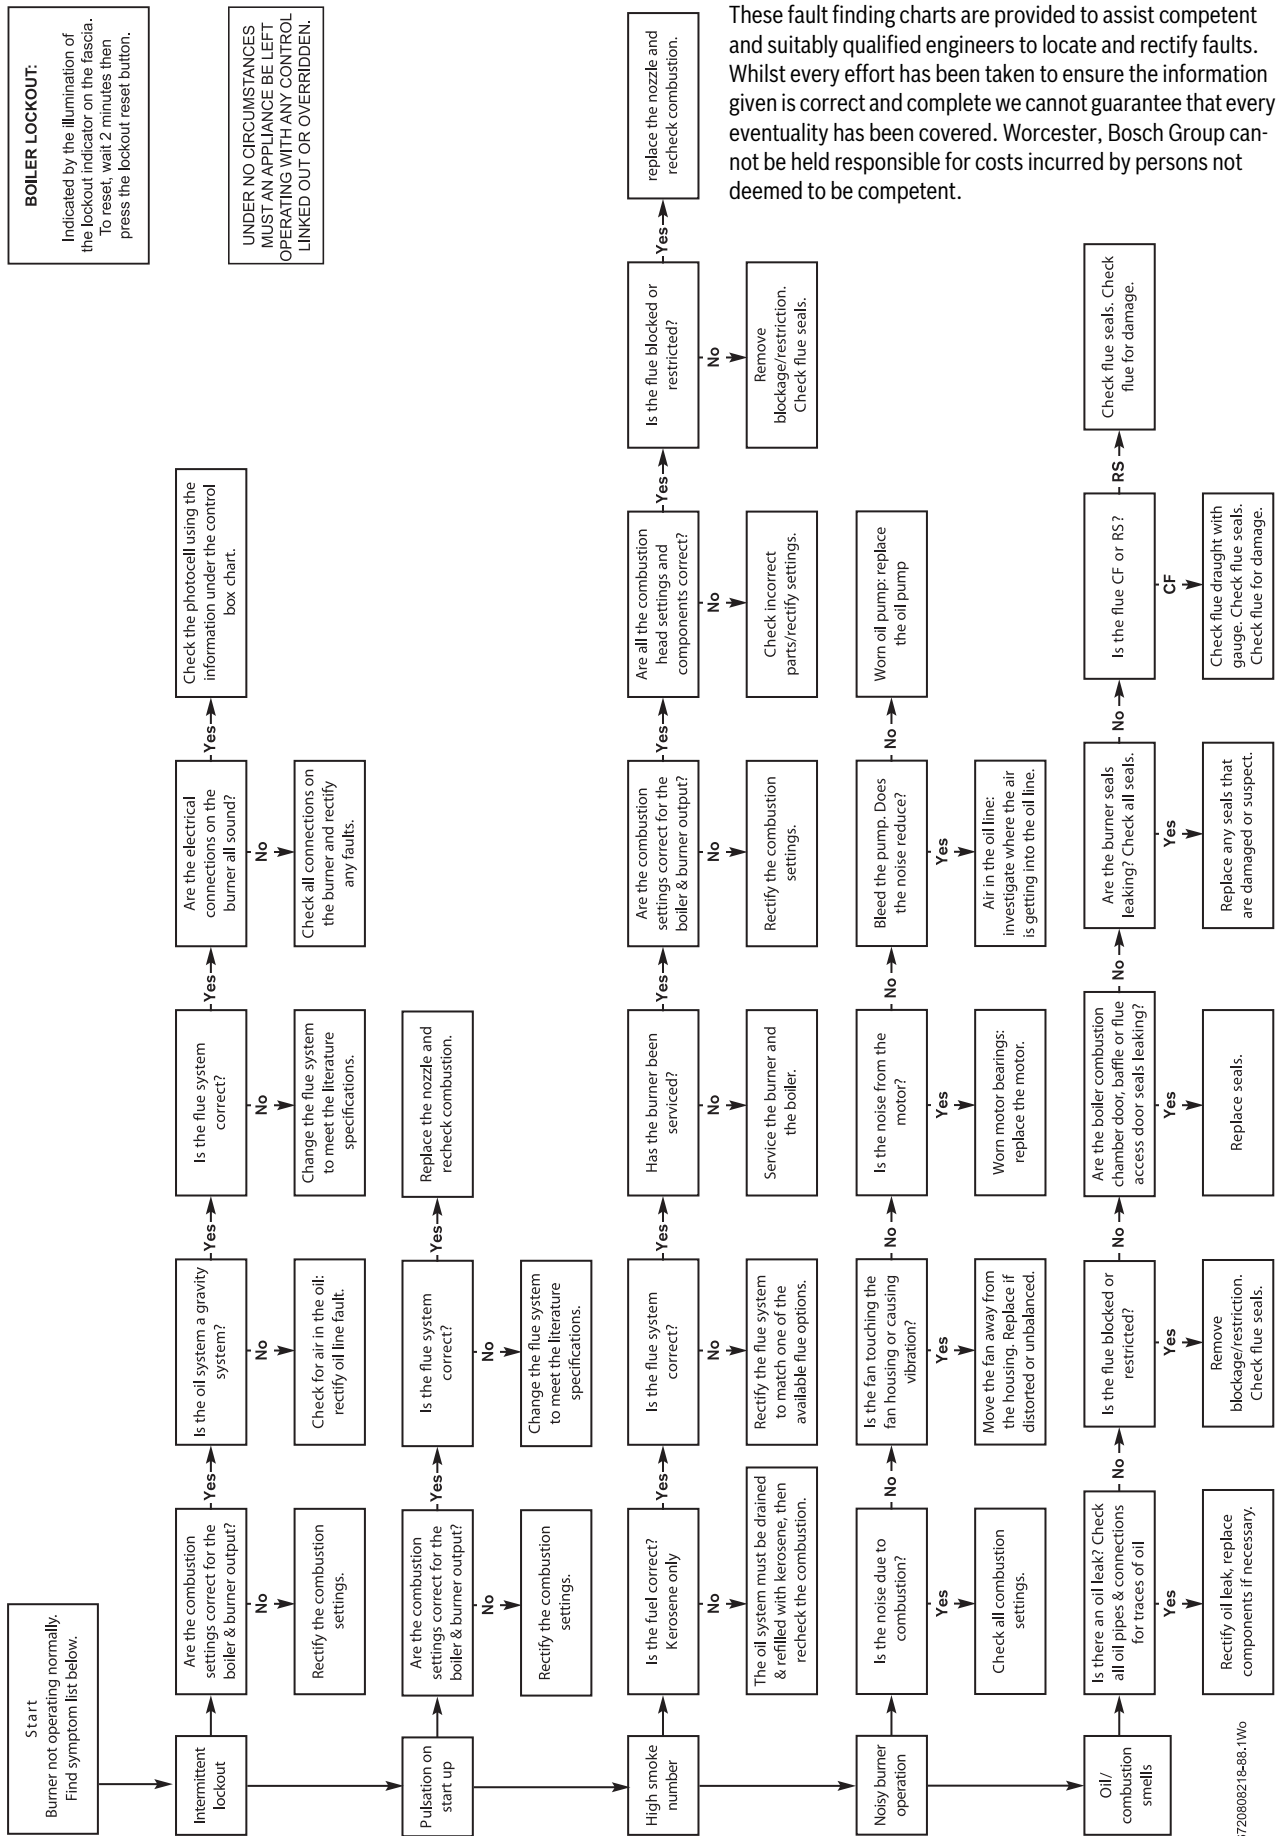 These fault finding charts are provided to assist competent
and suitably qualified engineers to locate and rectify faults.
Whilst every effort has been taken to ensure the information
given is correct and complete we cannot guarantee that every
eventuality has been covered. Worcester, Bosch Group can-
not be held responsible for costs incurred by persons not
deemed to be competent.
Start
Burner not operating normally.
Find symptom list below.
BOILER LOCKOUT:
Indicated by the illumination of
the lockout indicator on the fascia.
To reset, wait 2 minutes then
press the lockout reset button.
UNDER NO CIRCUMSTANCES
MUST AN APPLIANCE BE LEFT
OPERATING WITH ANY CONTROL
LINKED OUT OR OVERRIDDEN.
Intermittent
lockout
Are the combustion
settings correct for the
boiler & burner output?
Yes
Is the oil system a gravity
system?
Yes
Is the flue system
correct?
Yes
Are the electrical
connections on the
burner all sound?
Yes
Check the photocell using the
information under the control
box chart.
No
Rectify the combustion
settings.
No
Check for air in the oil:
rectify oil line fault.
No
Change the flue system
to meet the literature
specifications.
No
Check all connections on
the burner and rectify
any faults.
Pulsation on
start up
Are the combustion
settings correct for the
boiler & burner output?
Yes
Is the flue system
correct?
Yes
Replace the nozzle and
recheck combustion.
No
Rectify the combustion
settings.
No
Change the flue system
to meet the literature
specifications.
High smoke
number
Is the fuel correct?
Kerosene only
Yes
Is the flue system
correct?
Yes
Has the burner been
serviced?
Yes
Are the combustion
settings correct for the
boiler & burner output?
Yes
Are all the combustion
head settings and
components correct?
Yes
Is the flue blocked or
restricted?
Yes
replace the nozzle and
recheck combustion.
No
The oil system must be drained
& refilled with kerosene, then
recheck the combustion.
No
Rectify the flue system
to match one of the
available flue options.
No
Service the burner and
the boiler.
No
Rectify the combustion
settings.
No
Check incorrect
parts/rectify settings.
No
Remove
blockage/restriction.
Check flue seals.
Noisy burner
operation
Is the noise due to
combustion?
No
Is the fan touching the
fan housing or causing
vibration?
No
Is the noise from the
motor?
No
Bleed the pump. Does
the noise reduce?
No
Worn oil pump: replace
the oil pump
Yes
Check all combustion
settings.
Yes
Move the fan away from
the housing. Replace if
distorted or unbalanced.
Yes
Worn motor bearings:
replace the motor.
Yes
Air in the oil line:
investigate where the air
is getting into the oil line.
Oil/
combustion
smells
Is there an oil leak? Check
all oil pipes & connections
for traces of oil
No
Is the flue blocked or
restricted?
No
Are the boiler combustion
chamber door, baffle or flue
access door seals leaking?
No
Are the burner seals
leaking? Check all seals.
No
Is the flue CF or RS?
RS
Check flue seals. Check
flue for damage.
Yes
Rectify oil leak, replace
components if necessary.
Yes
Remove
blockage/restriction.
Check flue seals.
Yes
Replace seals.
Yes
Replace any seals that
are damaged or suspect.
CF
Check flue draught with
gauge. Check flue seals.
Check flue for damage.
6720808218-88.1Wo